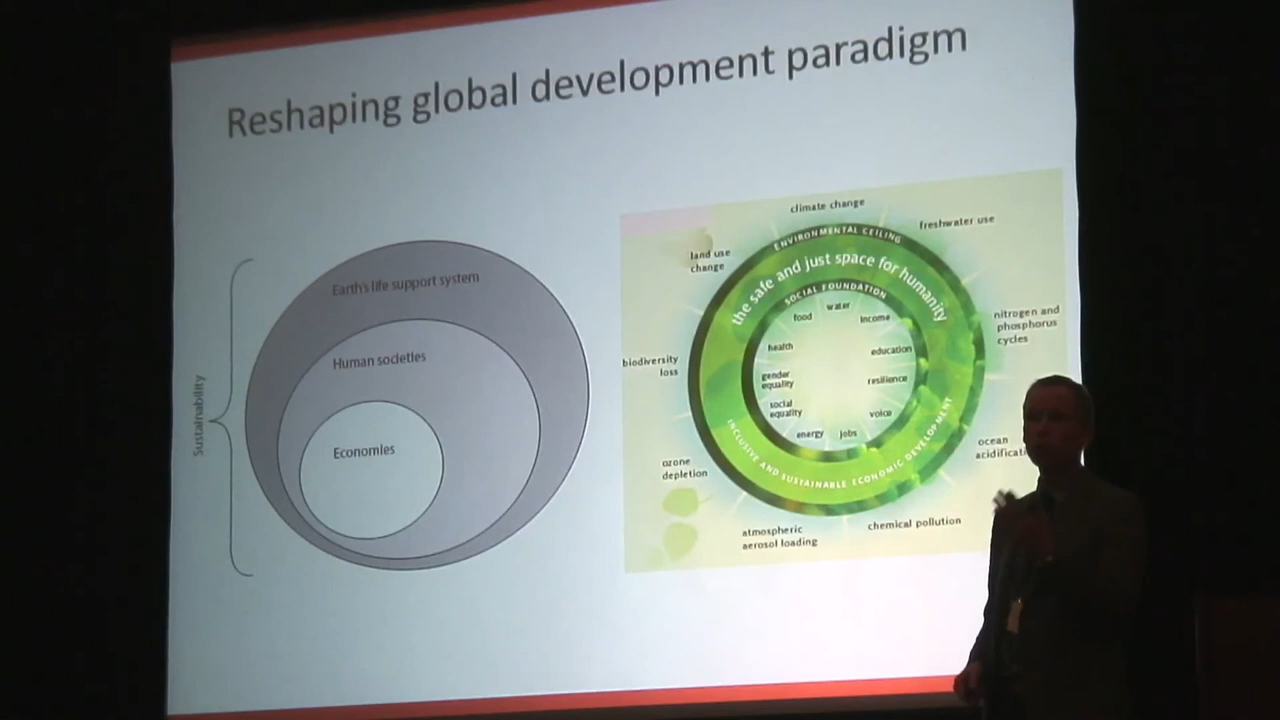 Reshaping global development paradigm
Sustainability
Earth's life support system
Human societies
Economies
climate change
freshwater use
nitrogen and
phosphorus
cycles
ocean
acidificati
chemical pollution
atmospheric
aerosol loading
ozone
depletion
biodiversity
loss
land use
change
ENVIRONMENTAL CEILING
the safe and just space for humanity
SOCIAL FOUNDATION
water
income
education
resilience
voice
jobs
energy
social
equality
gender
equality
health
food
INCLUSIVE AND SUSTAINABLE ECONOMIC DEVELOPMENT